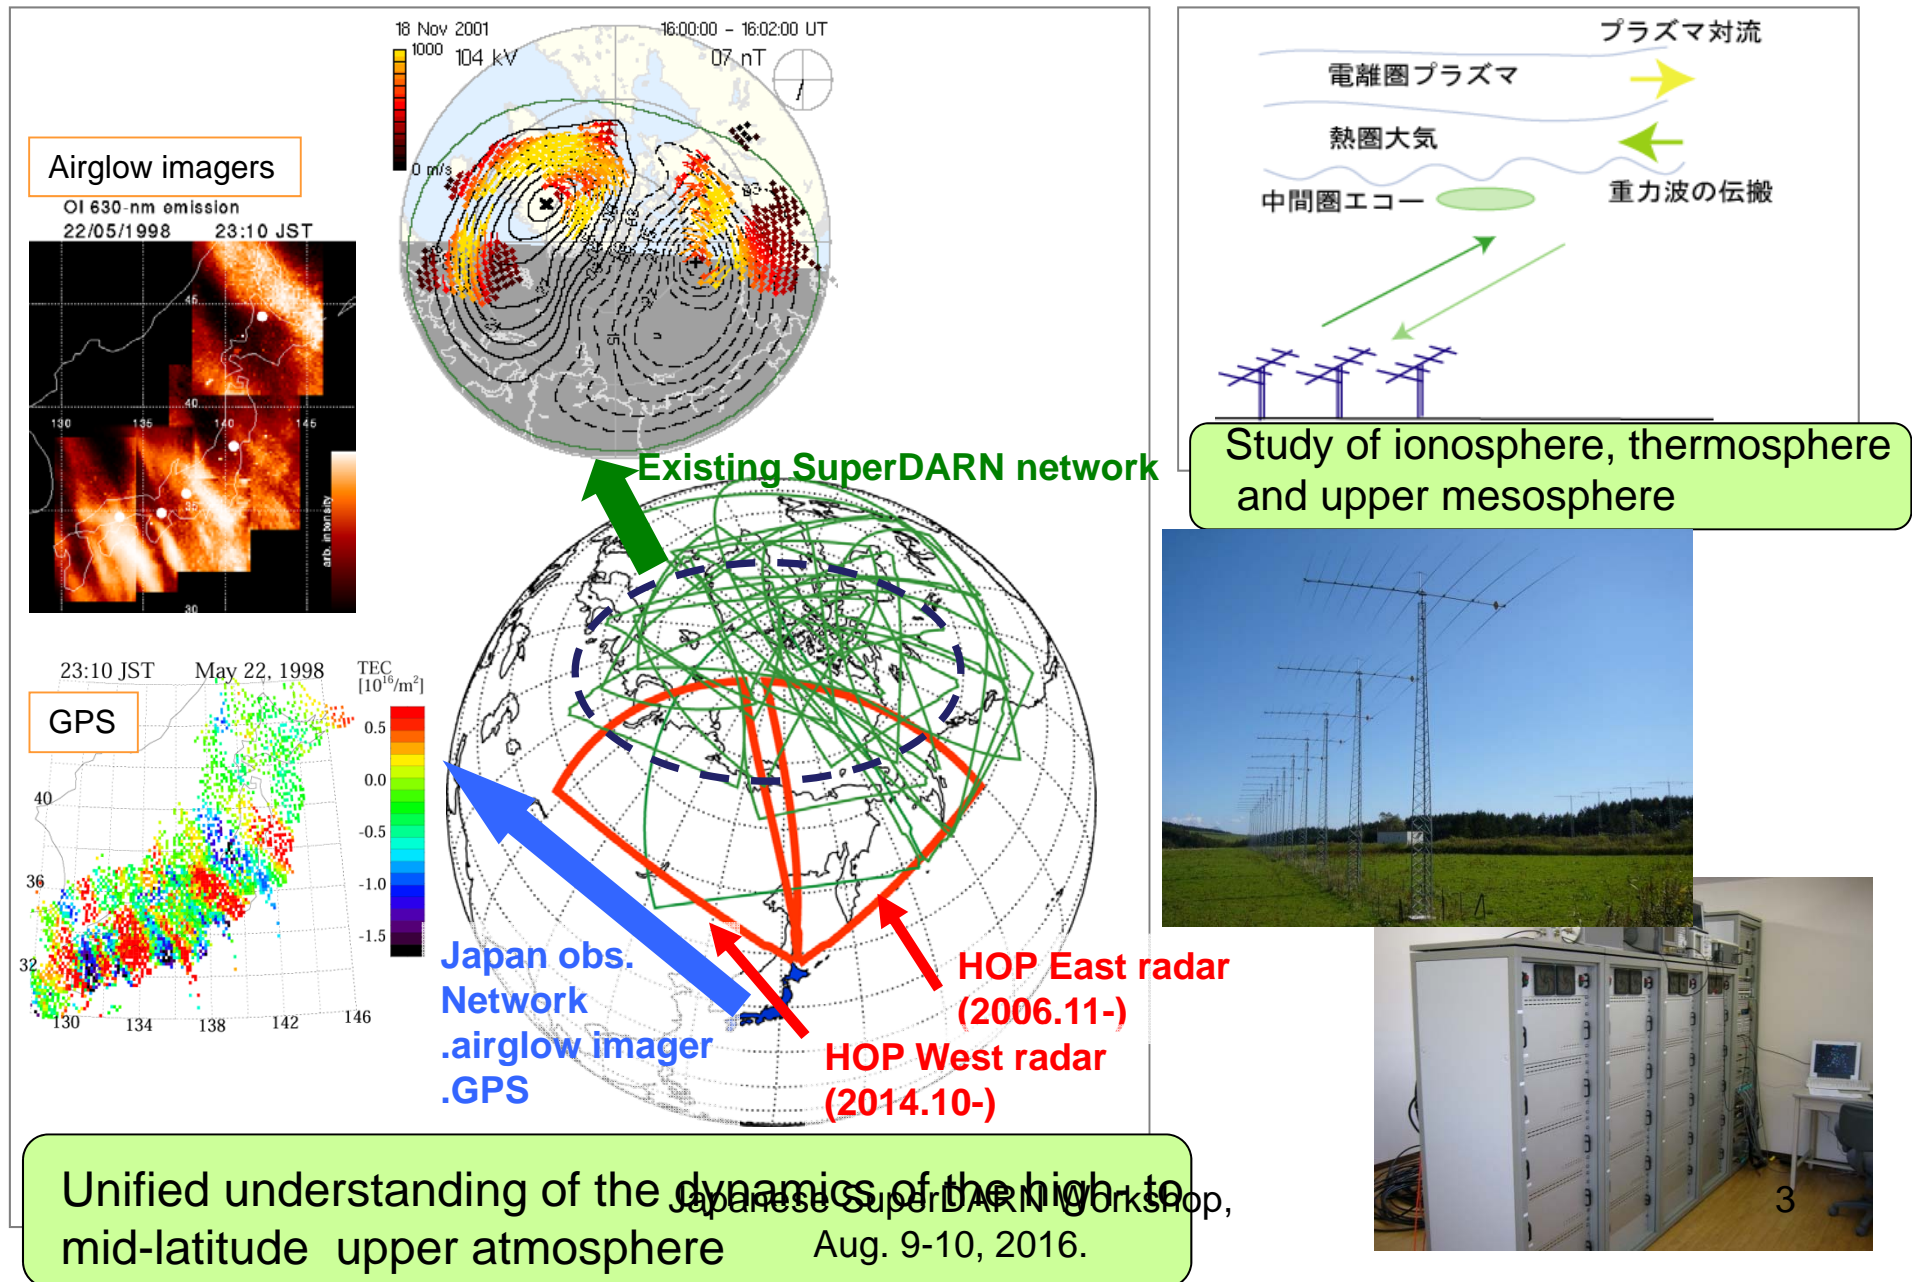 18 Nov 2001
16:00:00 - 16:02:00 UT
1000
104 kV
07 nT
0 m/s
Airglow imagers
OI 630-nm emission
22/05/1998 23:10 JST
45
40
130 135 140 145
35
30
arb. intensity
23:10 JST May 22, 1998
TEC
[10¹⁶/m²]
GPS
0.5
0.0
-0.5
-1.0
-1.5
40
36
32
130 134 138 142 146
Existing SuperDARN network
Japan obs.
Network
.airglow imager
.GPS
HOP East radar
(2006.11-)
HOP West radar
(2014.10-)
Unified understanding of the dynamics of the high- to
mid-latitude upper atmosphere
Japanese SuperDARN Workshop,
Aug. 9-10, 2016.
プラズマ対流
電離圏プラズマ
熱圏大気
中間圏エコー
重力波の伝搬
Study of ionosphere, thermosphere
and upper mesosphere
3